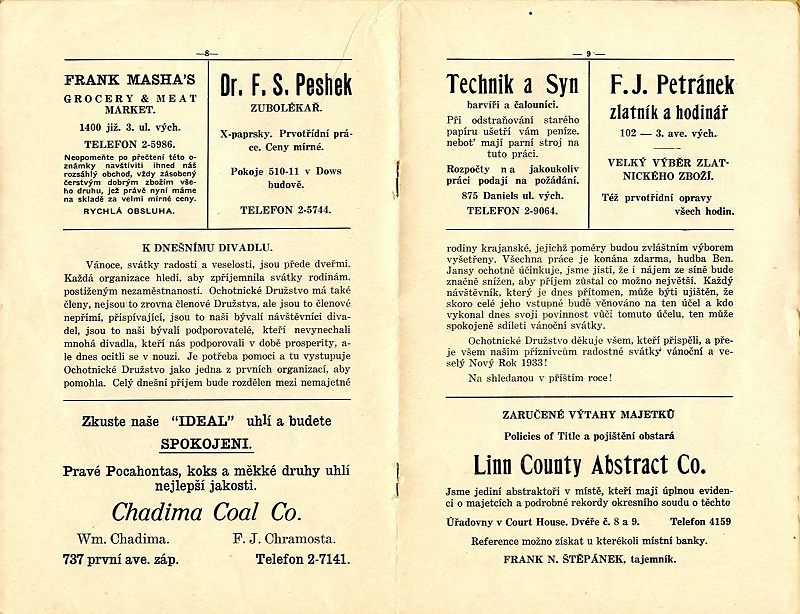 —8—
FRANK MASHA'S
GROCERY & MEAT
MARKET.
1400 již. 3. ul. vých.
TELEFON 2-5986.
Neopomeňte po přečtení této o-
známky navštíviti ihned náš
rozsáhlý obchod, vždy zásobený
čerstvým dobrým zbožím vše-
ho druhu, jež právě nyní máme
na skladě za velmi mírné ceny.
RYCHLÁ OBSLUHA.
Dr. F. S. Peshek
ZUBOLÉKAŘ.
X-paprsky. Prvotřídní prá-
ce. Ceny mírné.
Pokoje 510-11 v Dows
budově.
TELEFON 2-5744.
K DNEŠNÍMU DIVADLU.
Vánoce, svátky radosti a veselosti, jsou přede dveřmi.
Každá organizace hledí, aby zpříjemnila svátky rodinám.
postiženým nezaměstnaností. Ochotnické Družstvo má také
členy, nejsou to zrovna členové Družstva, ale jsou to členové
nepřímí, přispívající, jsou to naši bývalí návštěvníci diva-
del, jsou to naši bývalí podporovatelé, kteří nevynechali
mnohá divadla, kteří nás podporovali v době prosperity, a-
le dnes ocitli se v nouzi. Je potřeba pomoci a tu vystupuje
Ochotnické Družstvo jako jedna z prvních organizací, aby
pomohla. Celý dnešní příjem bude rozdělen mezi nemajetné
Zkuste naše "IDEAL" uhlí a budete
SPOKOJENI.
Pravé Pocahontas, koks a měkké druhy uhlí
nejlepší jakosti.
Chadima Coal Co.
Wm. Chadima. F. J. Chramosta.
737 první ave. záp. Telefon 2-7141.
— 9 —
Technik a Syn
barvíři a čalouníci.
Při odstraňování starého
papíru ušetří vám peníze.
neboť mají parní stroj na
tuto práci.
Rozpočty na jakoukoliv
práci podají na požádání.
875 Daniels ul. vých.
TELEFON 2-9064.
F. J. Petránek
zlatník a hodinář
102 — 3. ave. vých.
VELKÝ VÝBĚR ZLAT-
NICKÉHO ZBOŽÍ.
Též prvotřídní opravy
všech hodin.
rodiny krajanské, jejichž poměry budou zvláštním výborem
vyšetřeny. Všechna práce je konána zdarma, hudba Ben.
Jansy ochotně účinkuje, jsme jisti, že i nájem ze síně bude
značně snížen, aby příjem zůstal co možno největší. Každý
návštěvník, který je dnes přítomen, může býti ujištěn, že
skoro celé jeho vstupné budě věnováno na ten účel a kdo
vykonal dnes svoji povinnost vůči tomuto účelu, ten může
spokojeně sdíleti vánoční svátky.
Ochotnické Družstvo děkuje všem, kteří přispěli, a pře-
je všem našim příznivcům radostné svátky vánoční a ve-
selý Nový Rok 1933!
Na shledanou v příštím roce!
ZARUČENÉ VÝTAHY MAJETKŮ
Policies of Title a pojištění obstará
Linn County Abstract Co.
Jsme jediní abstraktoři v místě, kteří mají úplnou eviden-
ci o majetcích a podrobné rekordy okresního soudu o těchto
Úřadovny v Court House. Dvéře č. 8 a 9. Telefon 4159
Reference možno získat u kterékoli místní banky.
FRANK N. ŠTĚPÁNEK, tajemník.